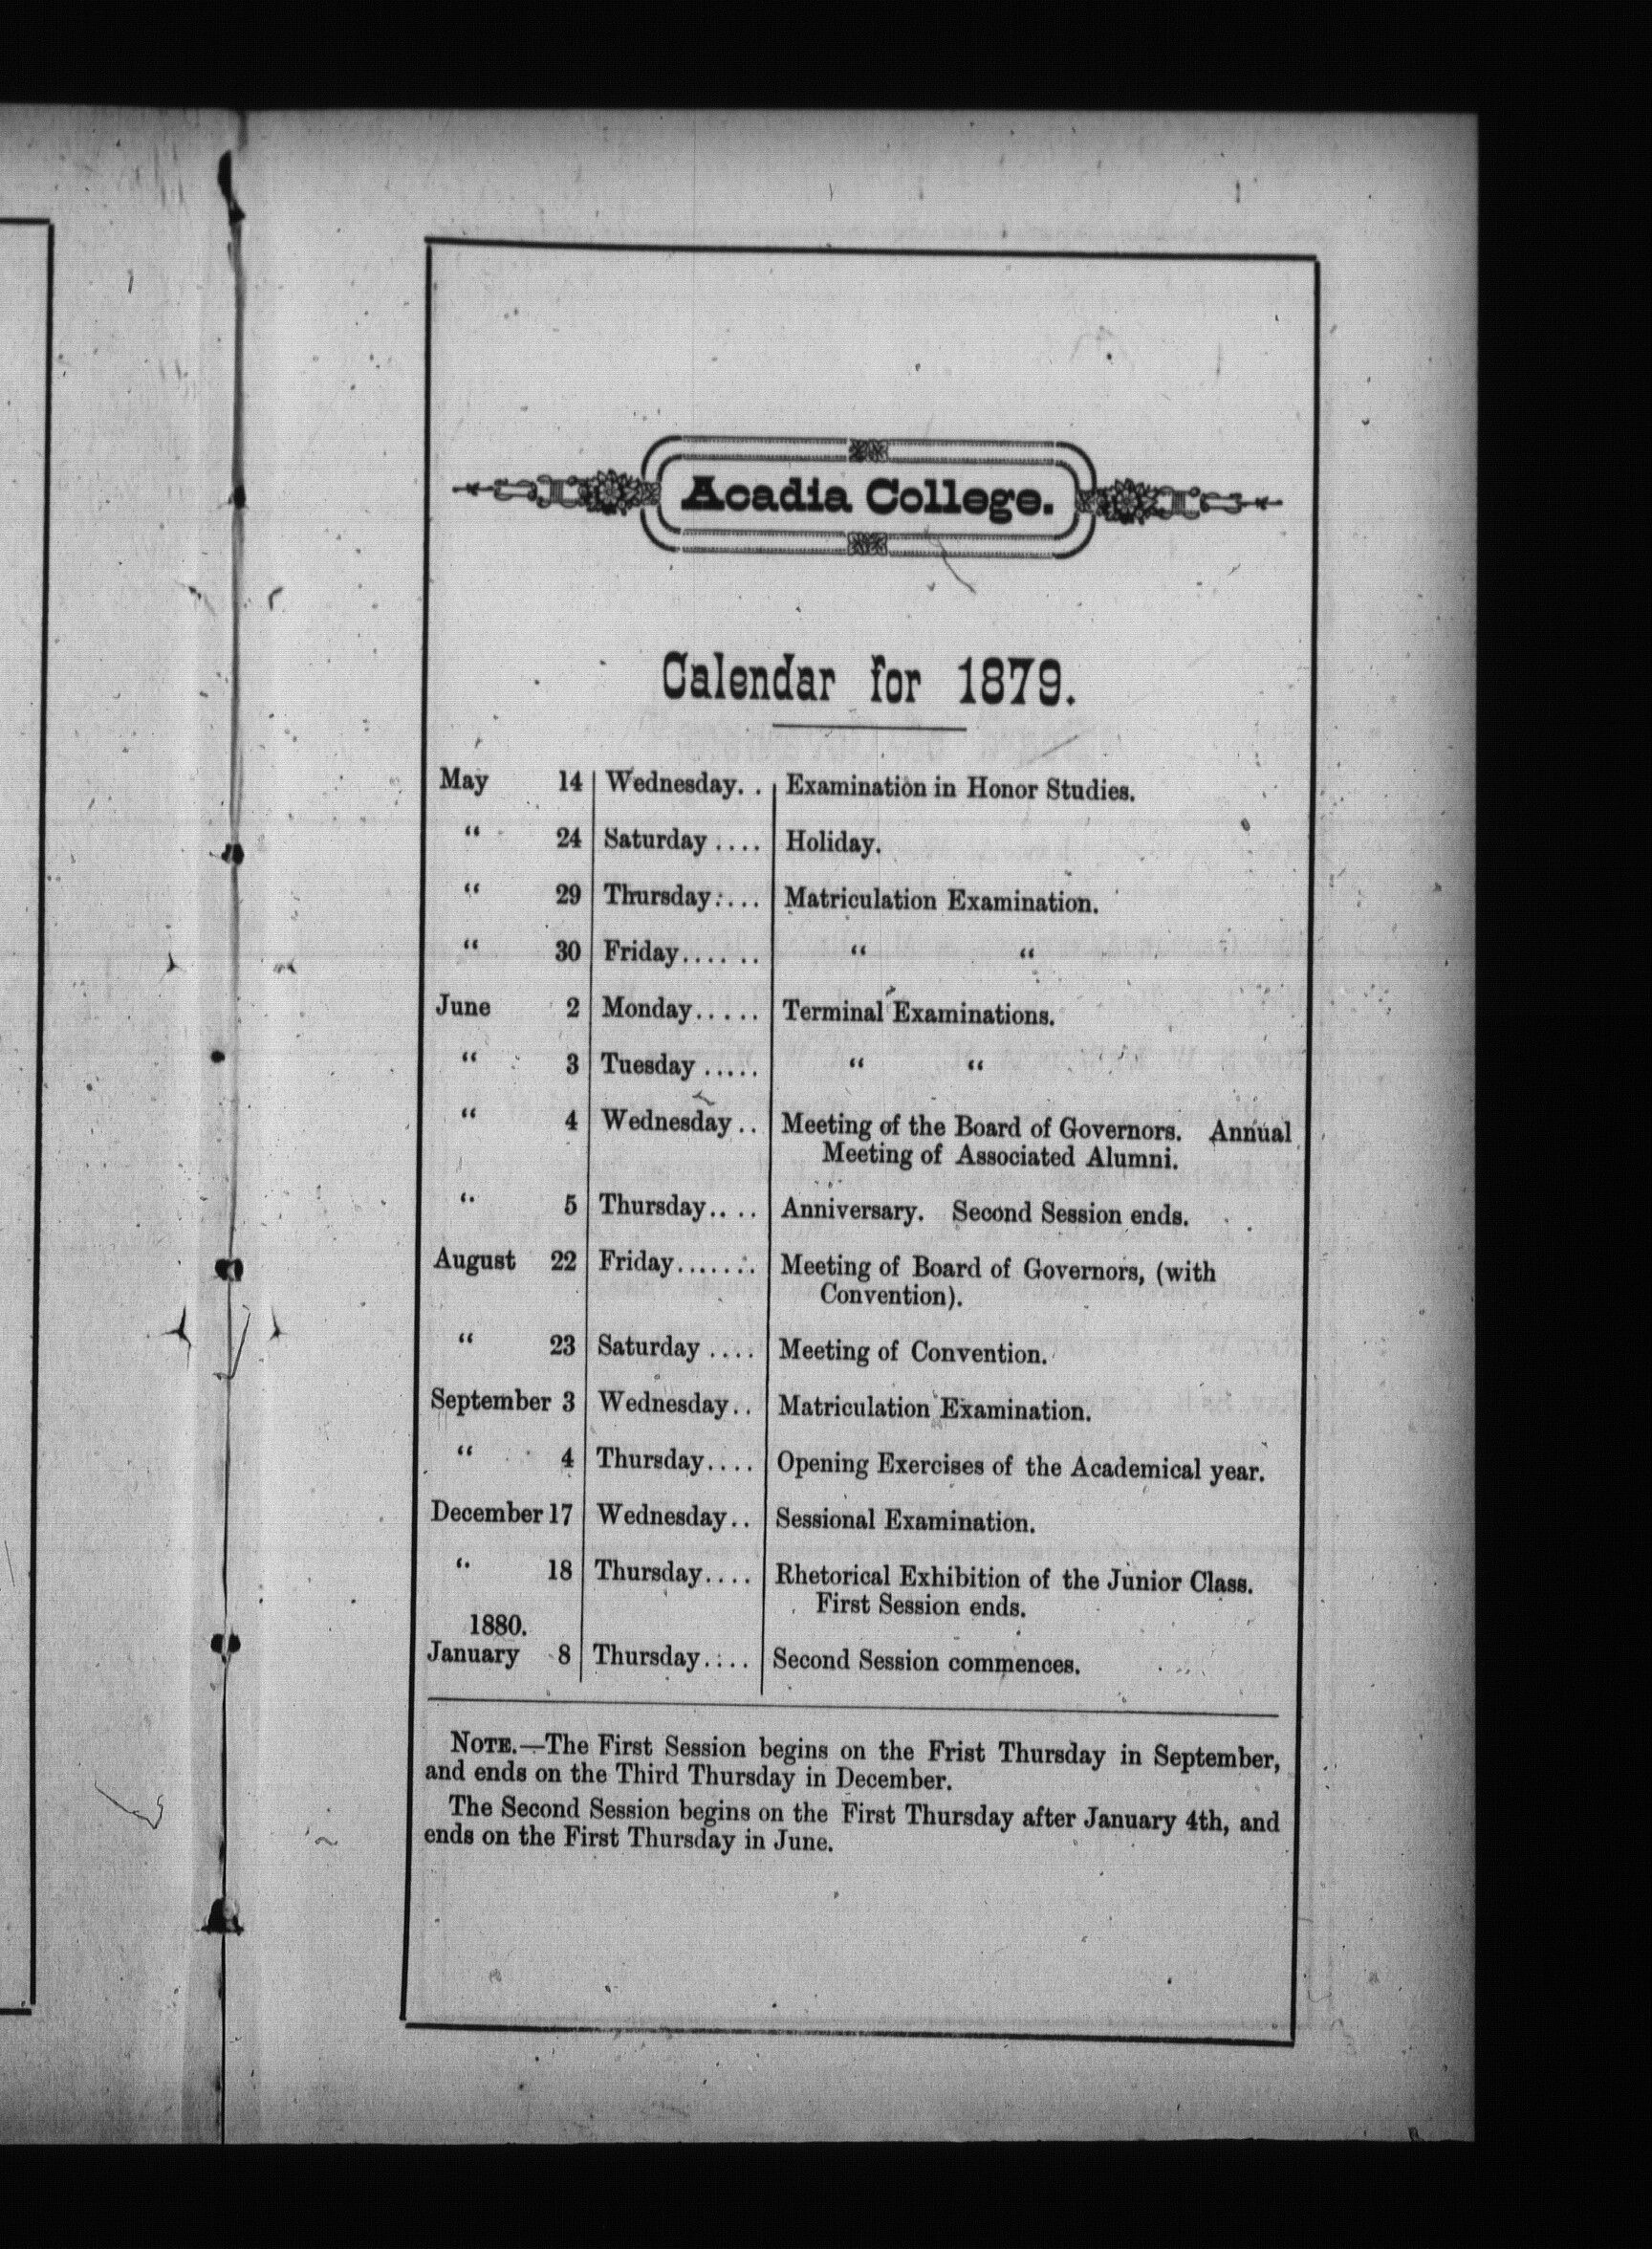 Acadia College.
Calendar for 1879.
May 14 Wednesday. . Examination in Honor Studies.
“ 24 Saturday .... Holiday.
“ 29 Thursday.... Matriculation Examination.
“ 30 Friday...... “ “
June 2 Monday..... Terminal Examinations.
“ 3 Tuesday ..... “ “
“ 4 Wednesday.. Meeting of the Board of Governors. Annual
Meeting of Associated Alumni.
“ 5 Thursday.... Anniversary. Second Session ends.
August 22 Friday....... Meeting of Board of Governors, (with
Convention).
“ 23 Saturday .... Meeting of Convention.
September 3 Wednesday.. Matriculation Examination.
“ 4 Thursday.... Opening Exercises of the Academical year.
December 17 Wednesday.. Sessional Examination.
“ 18 Thursday.... Rhetorical Exhibition of the Junior Class.
First Session ends.
1880.
January 8 Thursday.... Second Session commences.
NOTE.—The First Session begins on the Frist Thursday in September,
and ends on the Third Thursday in December.
The Second Session begins on the First Thursday after January 4th, and
ends on the First Thursday in June.